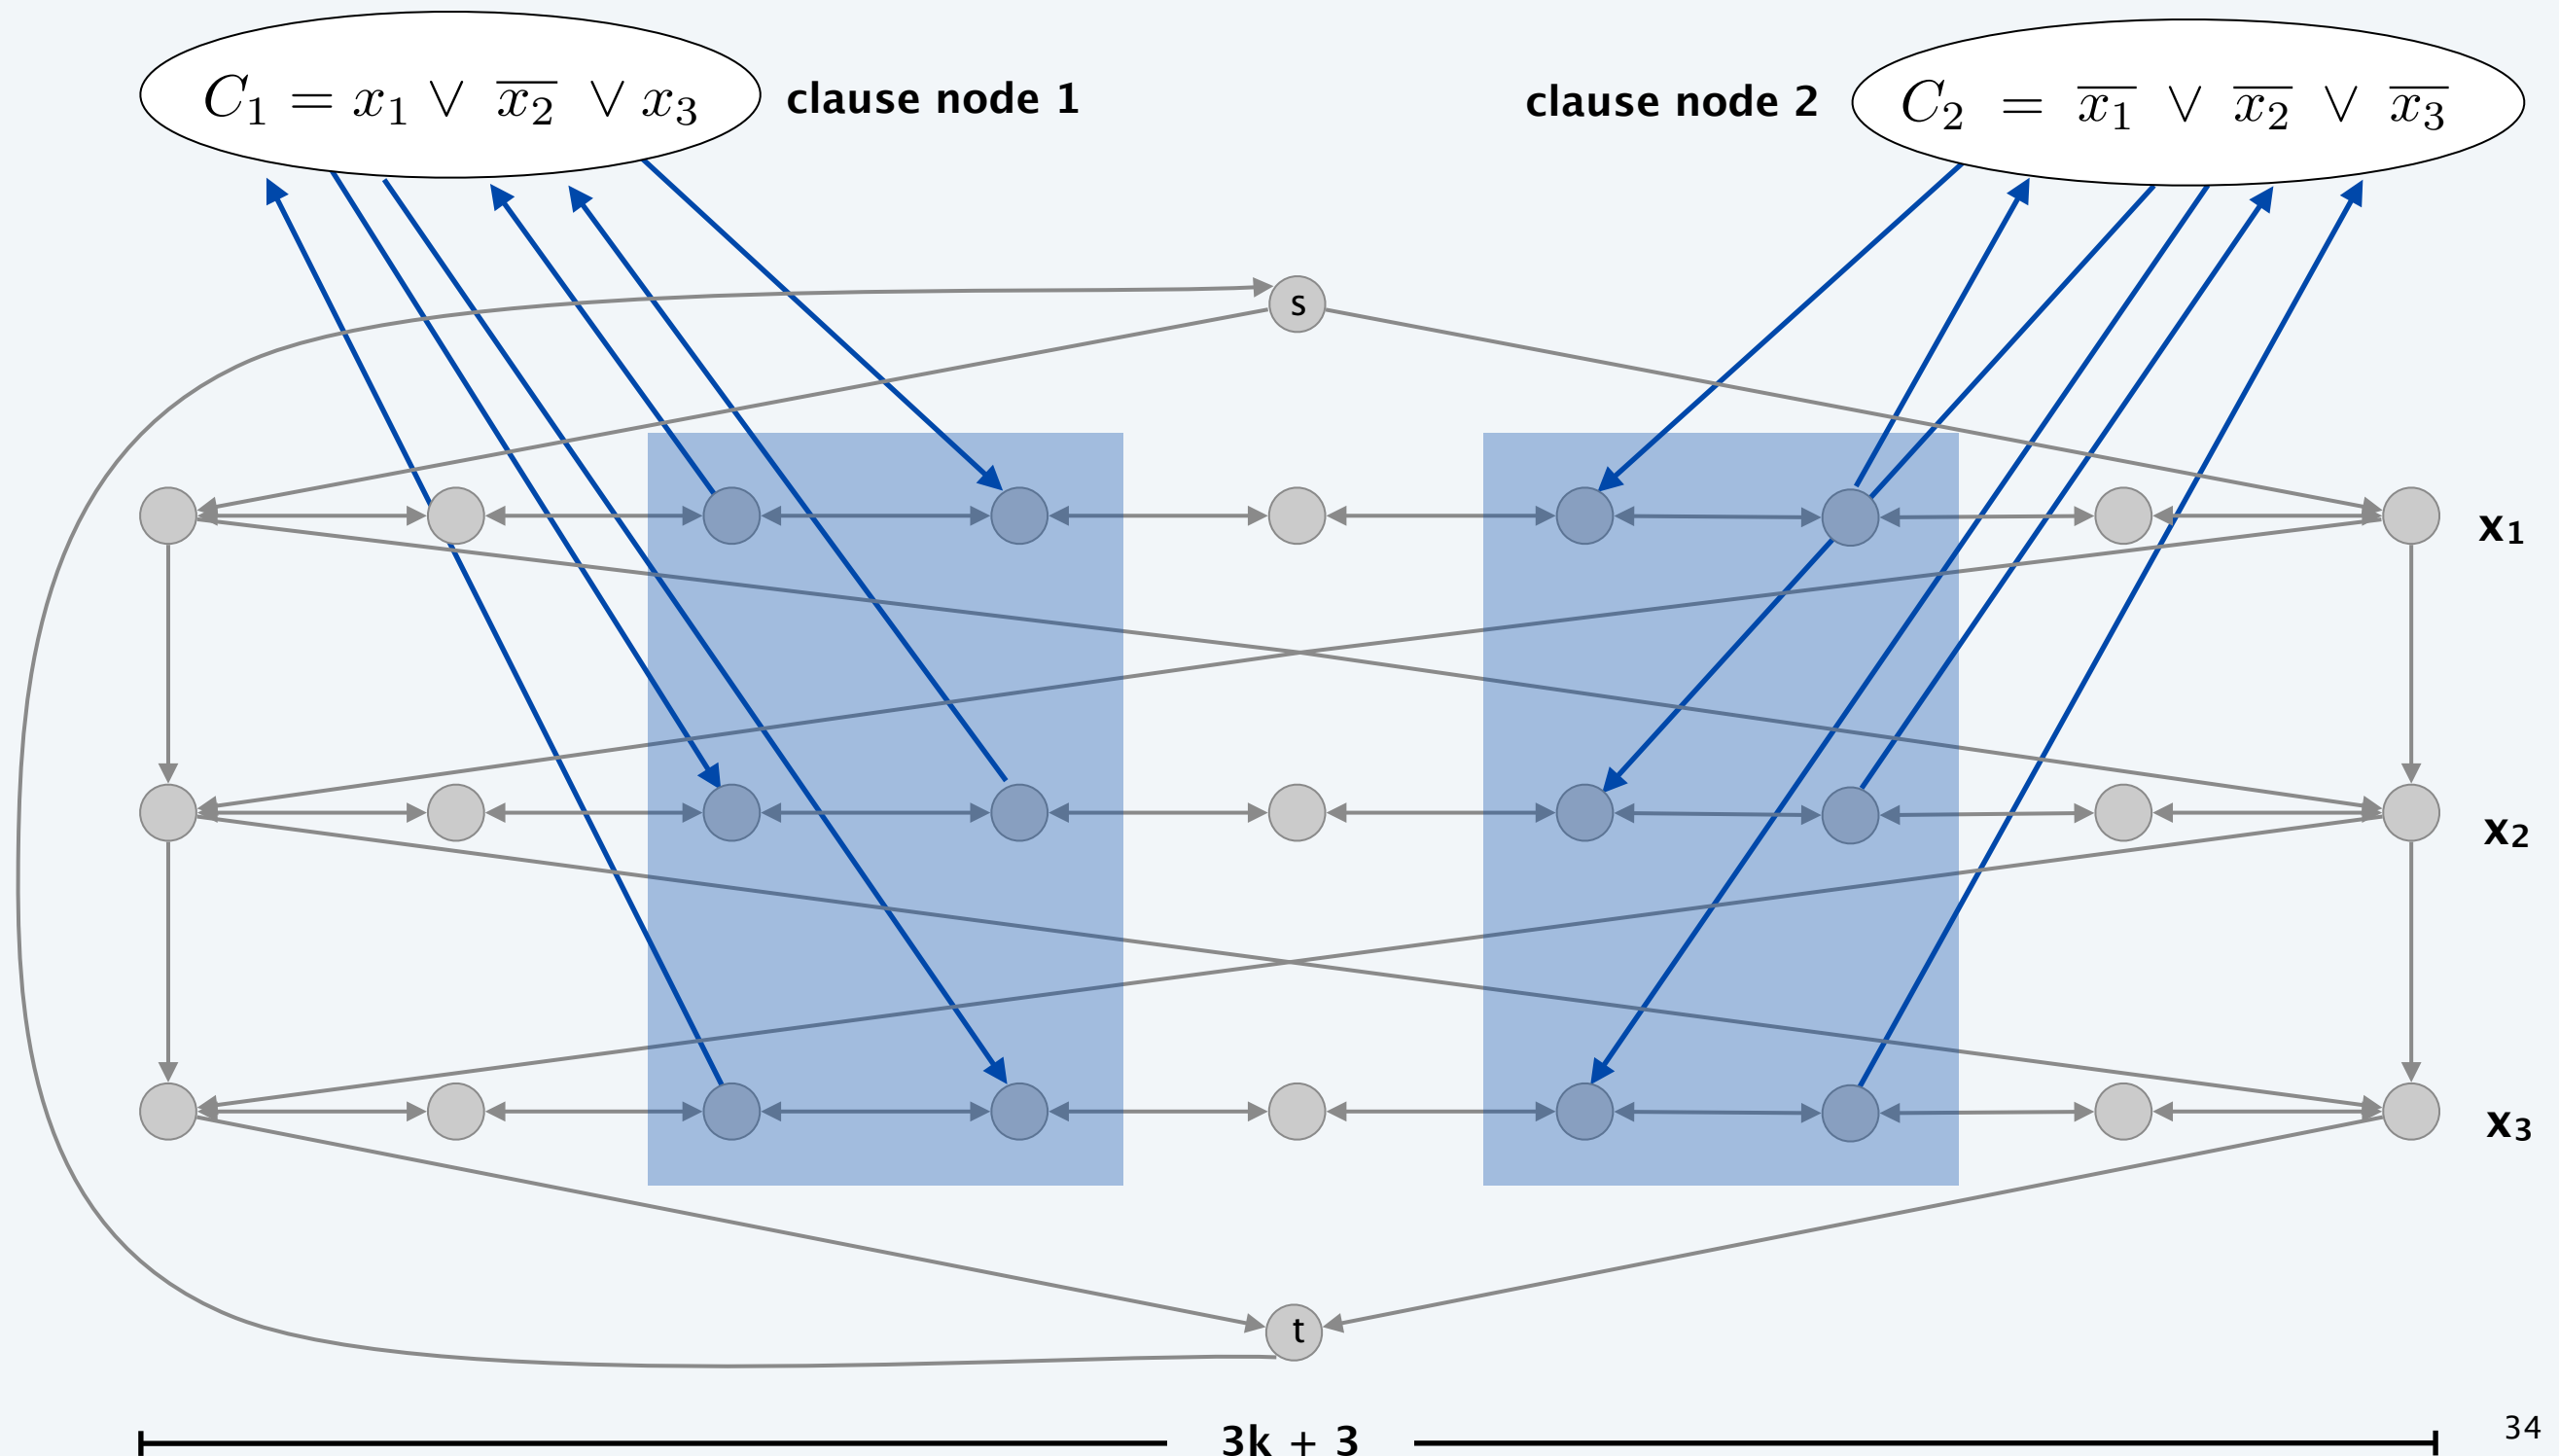 C₁ = x₁ ∨ x̅₂ ∨ x₃
clause node 1
clause node 2
C₂ = x̅₁ ∨ x̅₂ ∨ x̅₃
s
x₁
x₂
x₃
t
3k + 3
34